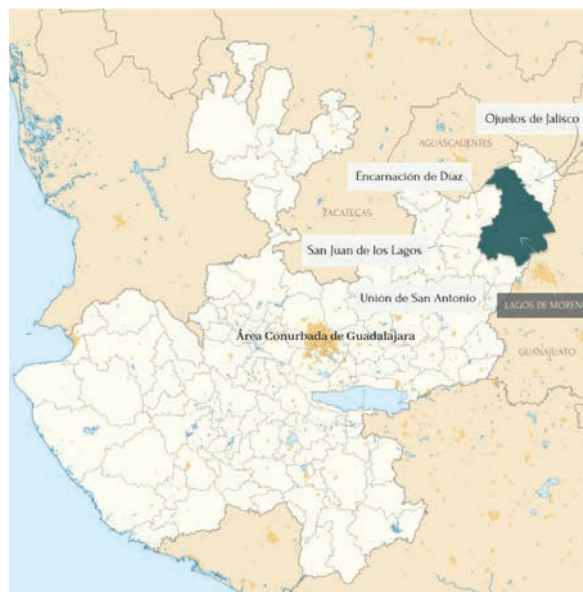 Ojuelos de Jalisco
AGUASCALIENTES
Encarnación de Díaz
ZACATECAS
San Juan de los Lagos
Unión de San Antonio
LAGOS DE MOREN
Área Conurbada de Guadalajara
GUANAJUATO